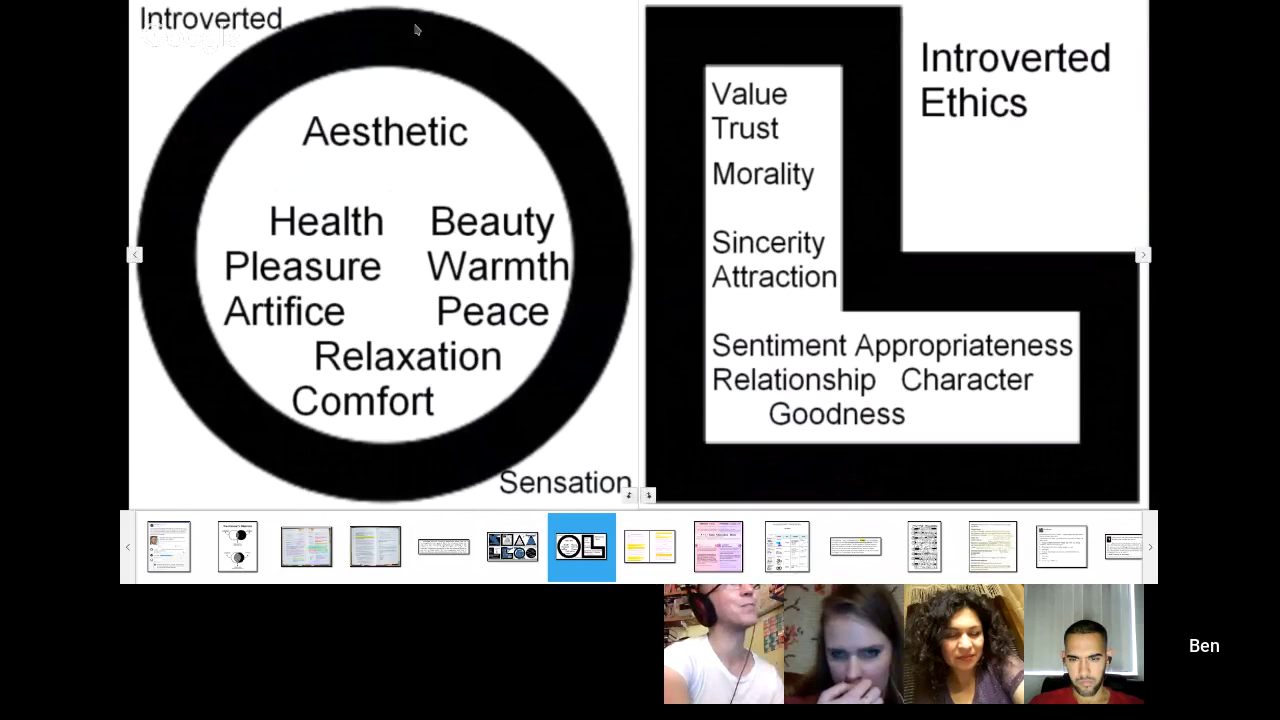 Introverted
Google
Aesthetic
Health Beauty
Pleasure Warmth
Artifice Peace
Relaxation
Comfort
Sensation
Introverted
Ethics
Value
Trust
Morality
Sincerity
Attraction
Sentiment Appropriateness
Relationship Character
Goodness
Ben